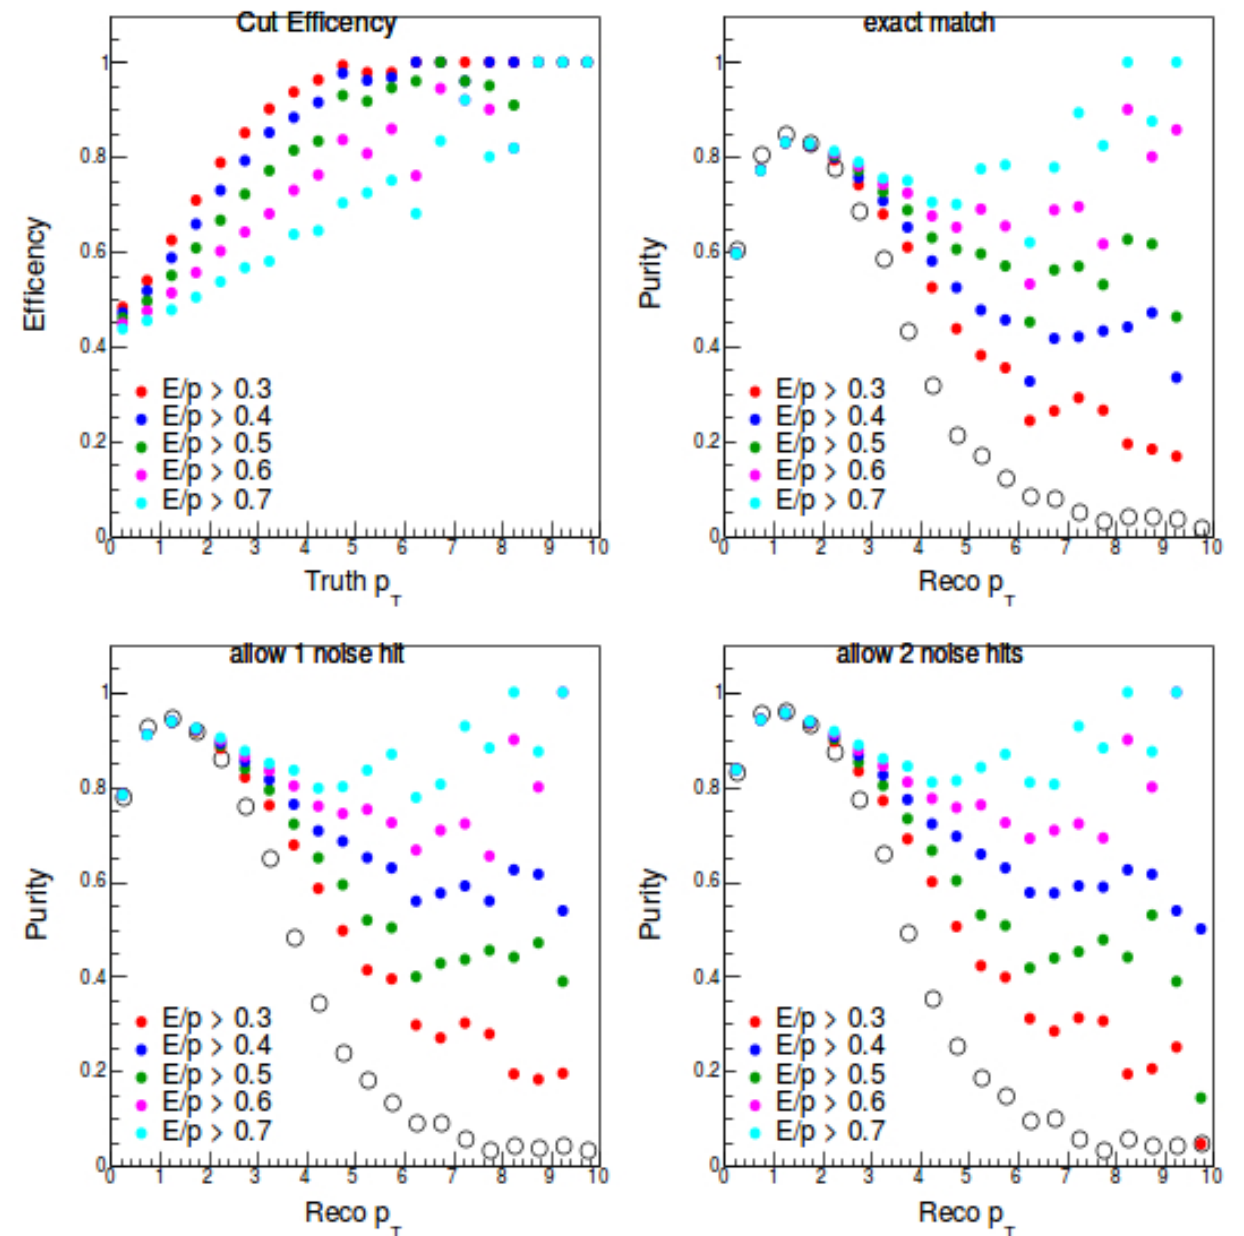 Cut Efficency
Efficency
1
0.8
0.6
0.4
0.2
0
E/p > 0.3
E/p > 0.4
E/p > 0.5
E/p > 0.6
E/p > 0.7
0 1 2 3 4 5 6 7 8 9 10
Truth p_T
exact match
Purity
1
0.8
0.6
0.4
0.2
0
E/p > 0.3
E/p > 0.4
E/p > 0.5
E/p > 0.6
E/p > 0.7
0 1 2 3 4 5 6 7 8 9 10
Reco p_T
allow 1 noise hit
Purity
1
0.8
0.6
0.4
0.2
0
E/p > 0.3
E/p > 0.4
E/p > 0.5
E/p > 0.6
E/p > 0.7
0 1 2 3 4 5 6 7 8 9 10
Reco p_T
allow 2 noise hits
Purity
1
0.8
0.6
0.4
0.2
0
E/p > 0.3
E/p > 0.4
E/p > 0.5
E/p > 0.6
E/p > 0.7
0 1 2 3 4 5 6 7 8 9 10
Reco p_T